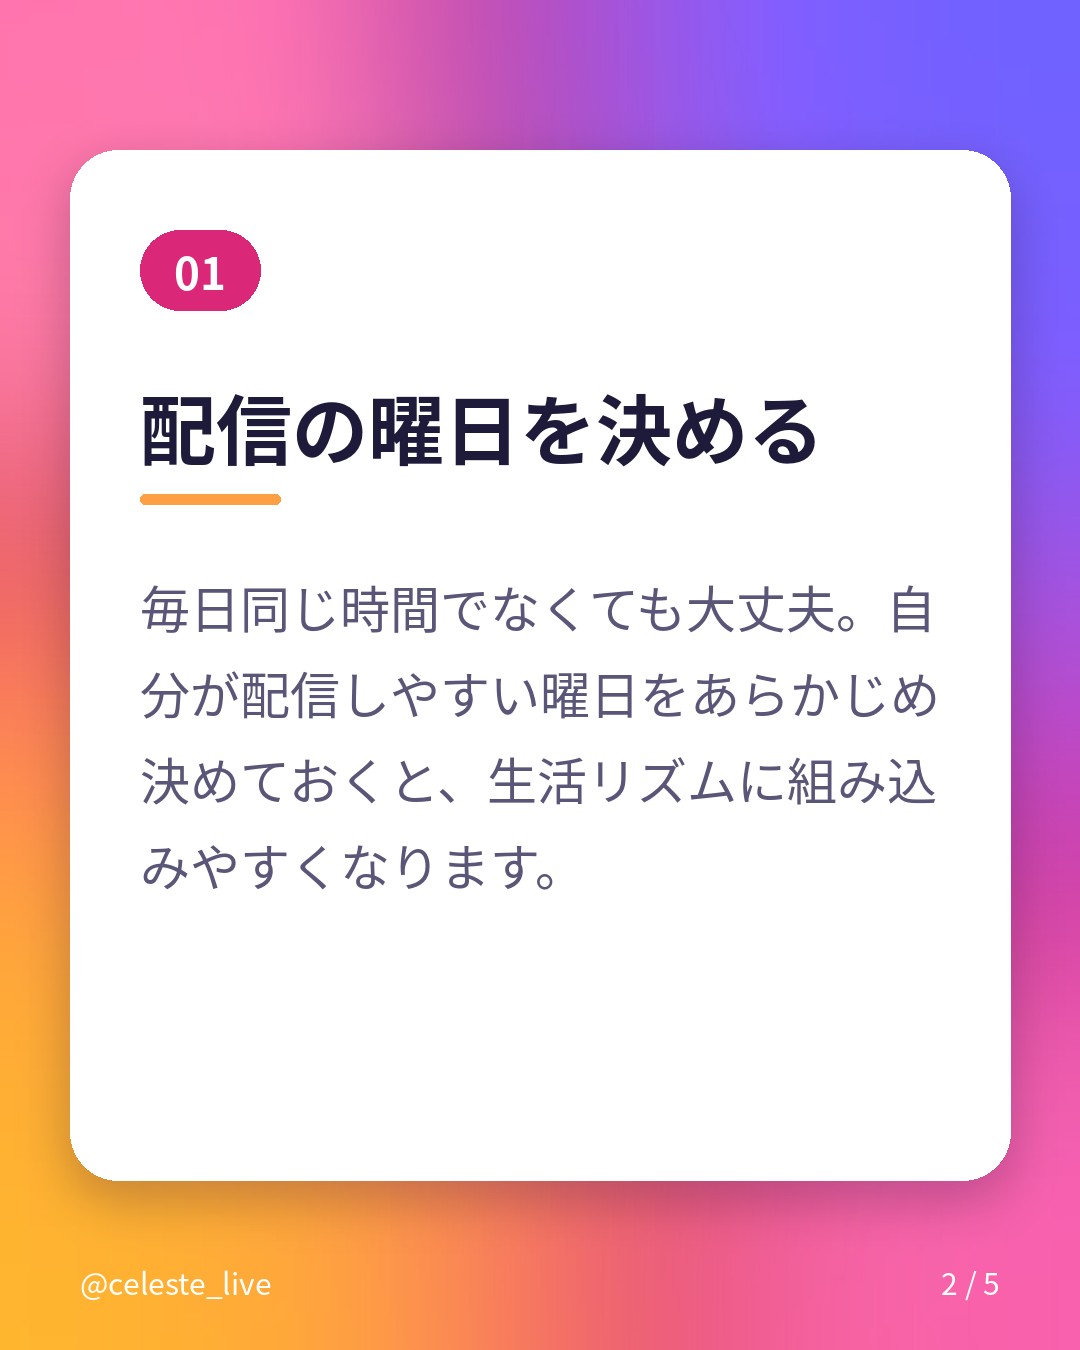 01
配信の曜日を決める
毎日同じ時間でなくても大丈夫。自
分が配信しやすい曜日をあらかじめ
決めておくと、生活リズムに組み込
みやすくなります。
@celeste_live
2 / 5